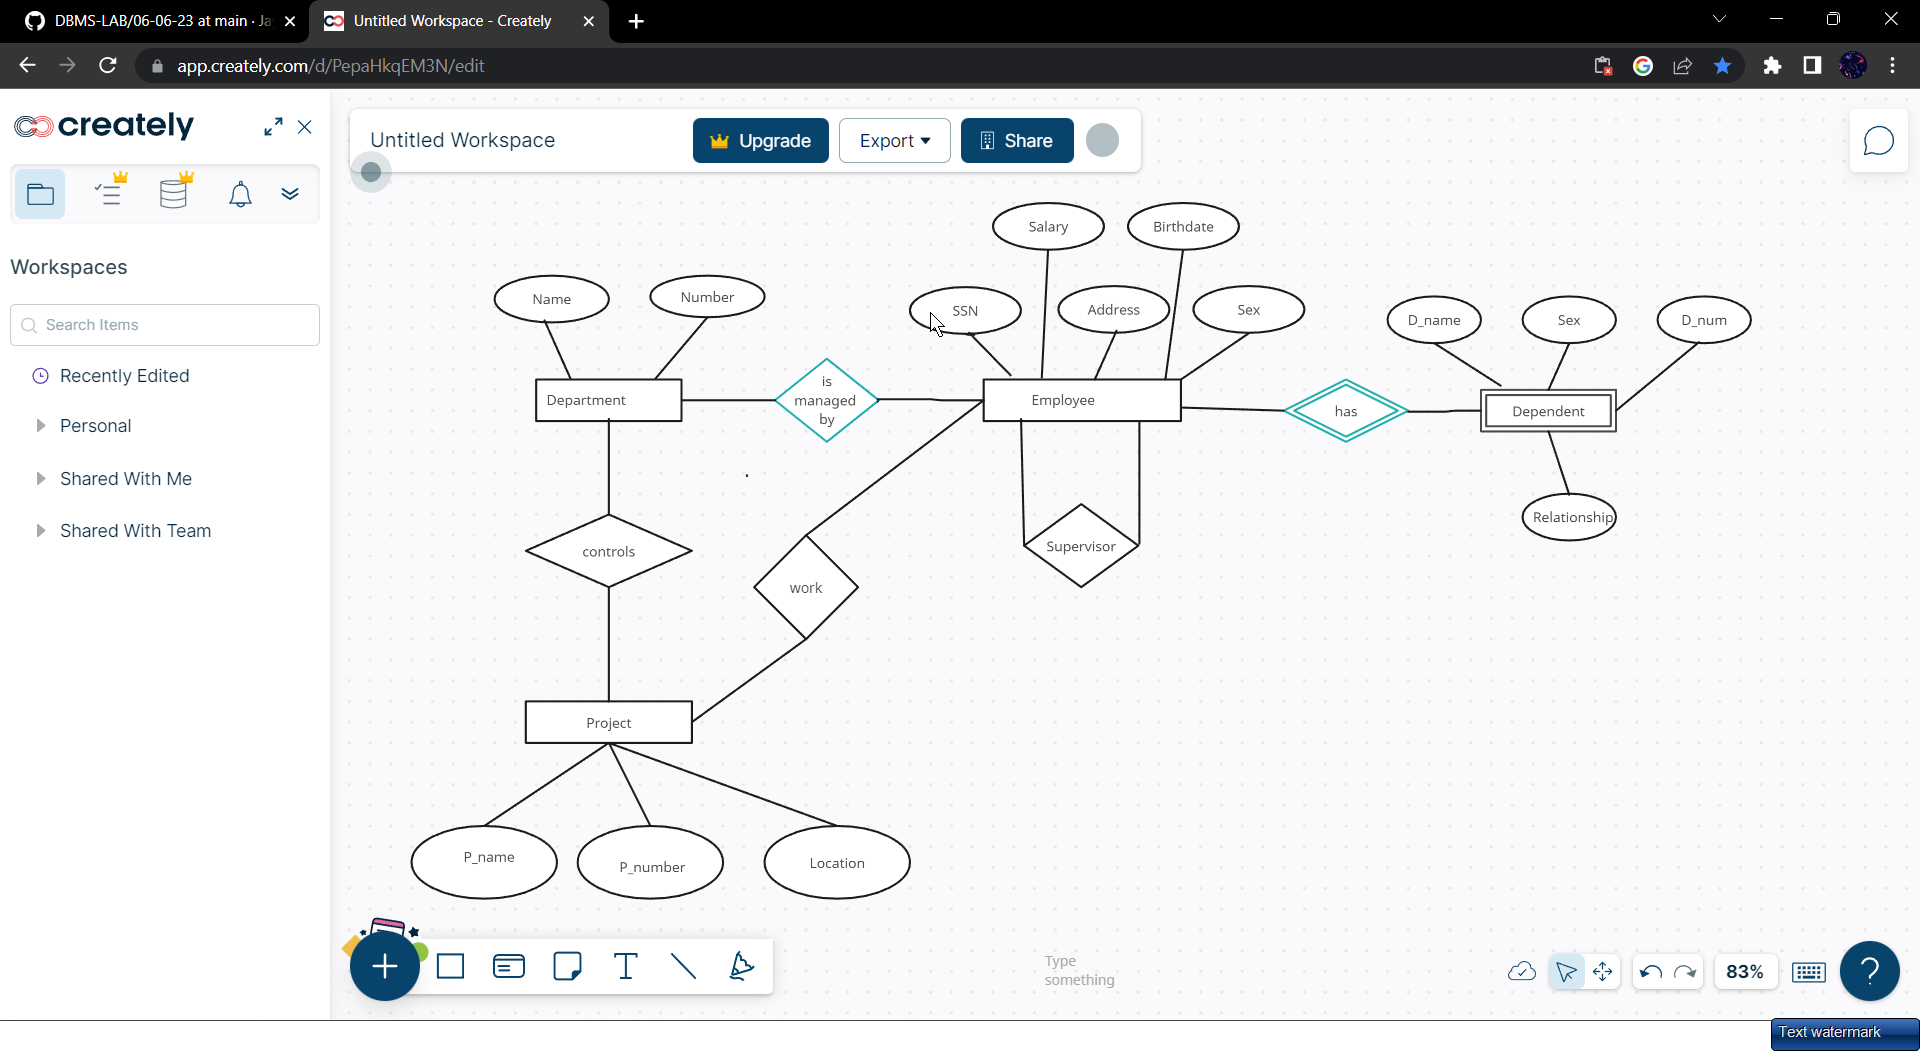 DBMS-LAB/06-06-23 at main · Ja
Untitled Workspace - Creately
app.creately.com/d/PepaHkqEM3N/edit
creately
Untitled Workspace
Upgrade
Export
Share
Workspaces
Search Items
Recently Edited
Personal
Shared With Me
Shared With Team
Salary
Birthdate
Name
Number
SSN
Address
Sex
D_name
Sex
D_num
Department
is
managed
by
Employee
has
Dependent
controls
work
Supervisor
Relationship
Project
P_name
P_number
Location
T
Type
something
83%
?
Text watermark